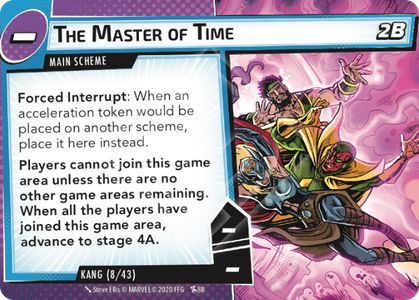 THE MASTER OF TIME
2B
MAIN SCHEME
Forced Interrupt: When an
acceleration token would be
placed on another scheme,
place it here instead.
Players cannot join this game
area unless there are no
other game areas remaining.
When all the players have
joined this game area,
advance to stage 4A.
KANG (8/43)
Steve Ellis © MARVEL © 2020 FFG
88